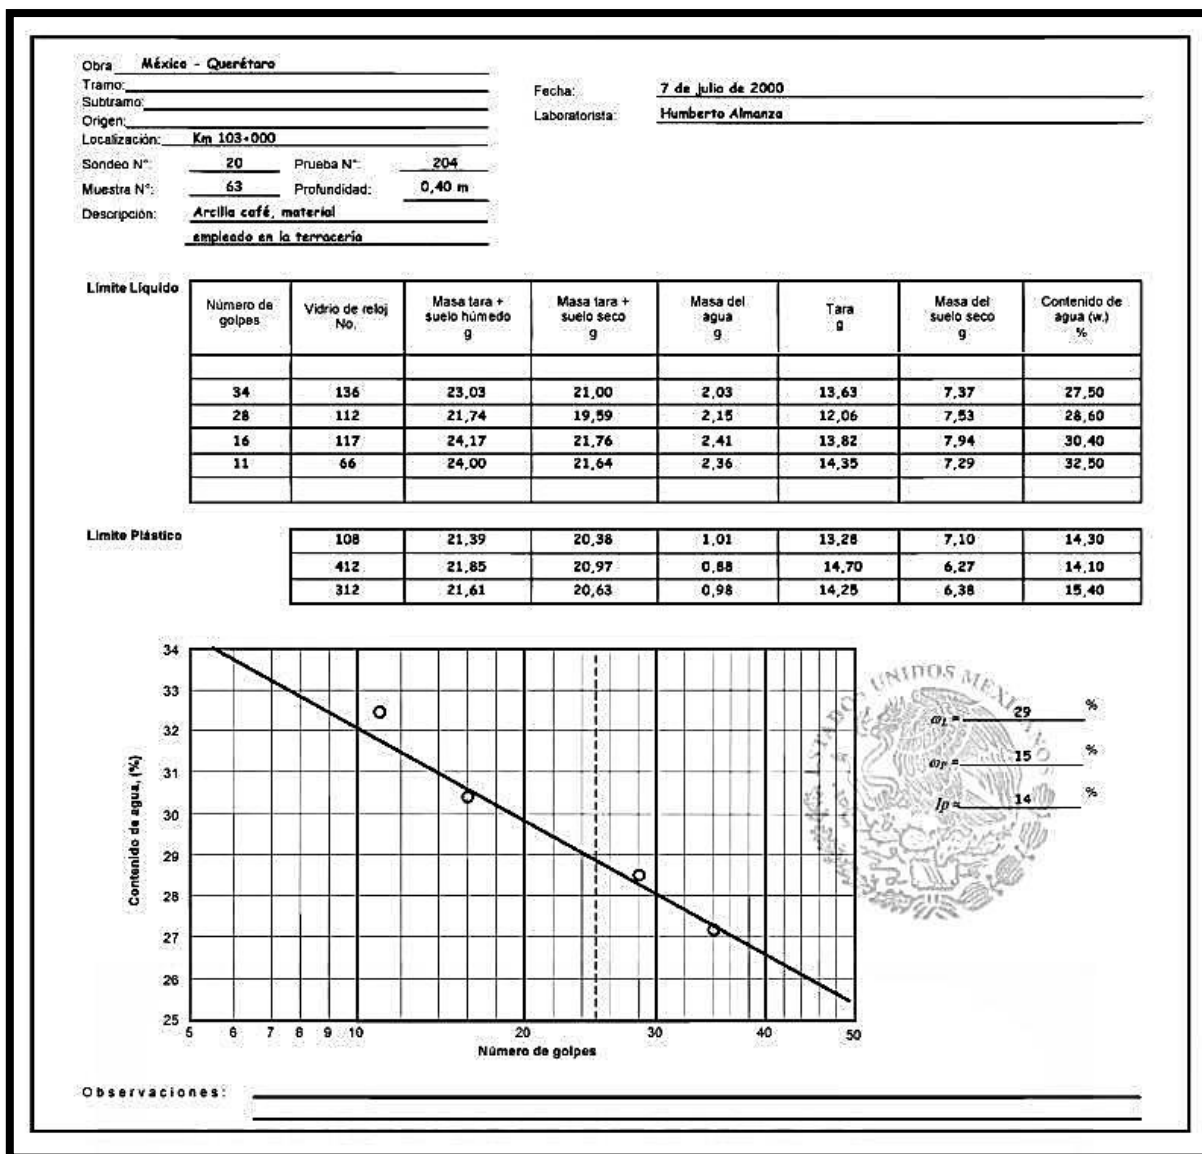 Obra México - Querétaro
Tramo:
Subtramo:
Origen:
Localización: Km 103+000
Fecha: 7 de julio de 2000
Laboratorista: Humberto Almanza
Sondeo N°: 20 Prueba N°: 204
Muestra N°: 63 Profundidad: 0,40 m
Descripción: Arcilla café, material
empleado en la terracería
Límite Líquido
Número de golpes Vidrio de reloj No. Masa tara + suelo húmedo g Masa tara + suelo seco g Masa del agua g Tara g Masa del suelo seco g Contenido de agua (w.) %
34 136 23,03 21,00 2,03 13,63 7,37 27,50
28 112 21,74 19,59 2,15 12,06 7,53 28,60
16 117 24,17 21,76 2,41 13,82 7,94 30,40
11 66 24,00 21,64 2,36 14,35 7,29 32,50
Límite Plástico
108 21,39 20,38 1,01 13,28 7,10 14,30
412 21,85 20,97 0,88 14,70 6,27 14,10
312 21,61 20,63 0,98 14,25 6,38 15,40
34
33
32
31
30
29
28
27
26
25
Contenido de agua, (%)
5 6 7 8 9 10 20 30 40 50
Número de golpes
ESTADOS UNIDOS MEXICANOS
ω_L = 29 %
ω_P = 15 %
Ip = 14 %
Observaciones: